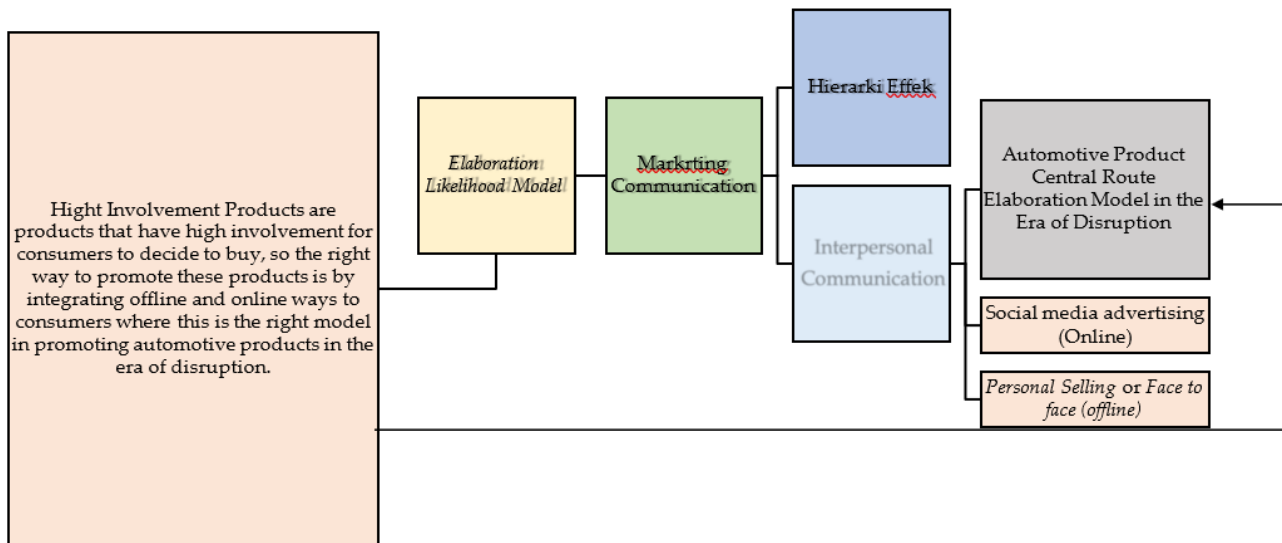 Hight Involvement Products are
products that have high involvement for
consumers to decide to buy, so the right
way to promote these products is by
integrating offline and online ways to
consumers where this is the right model
in promoting automotive products in the
era of disruption.
Elaboration
Likelihood Model
Markrting
Communication
Hierarki Effek
Interpersonal
Communication
Automotive Product
Central Route
Elaboration Model in the
Era of Disruption
Social media advertising
(Online)
Personal Selling or Face to
face (offline)